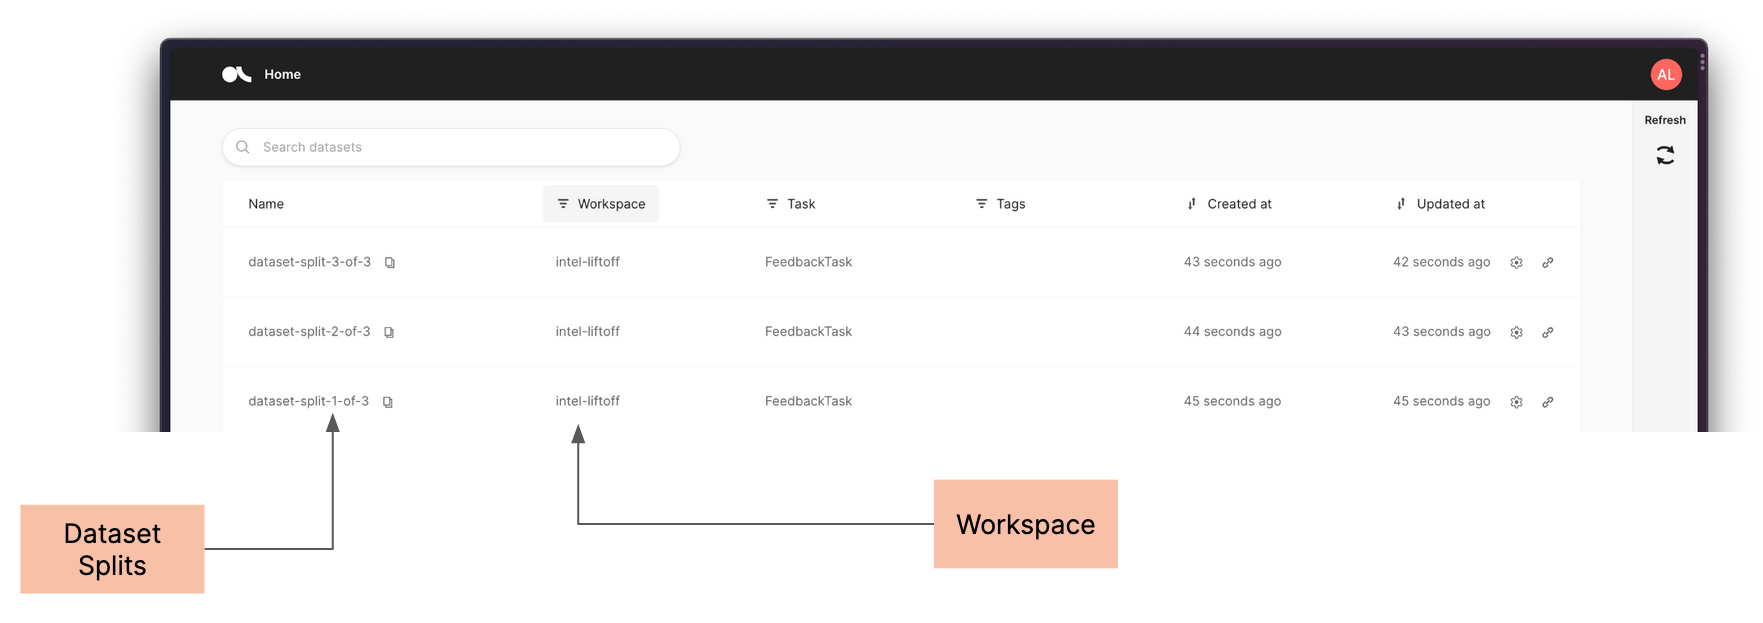 Home
AL
Refresh
Search datasets
Name Workspace Task Tags Created at Updated at
dataset-split-3-of-3 intel-liftoff FeedbackTask 43 seconds ago 42 seconds ago
dataset-split-2-of-3 intel-liftoff FeedbackTask 44 seconds ago 43 seconds ago
dataset-split-1-of-3 intel-liftoff FeedbackTask 45 seconds ago 45 seconds ago
Dataset
Splits
Workspace